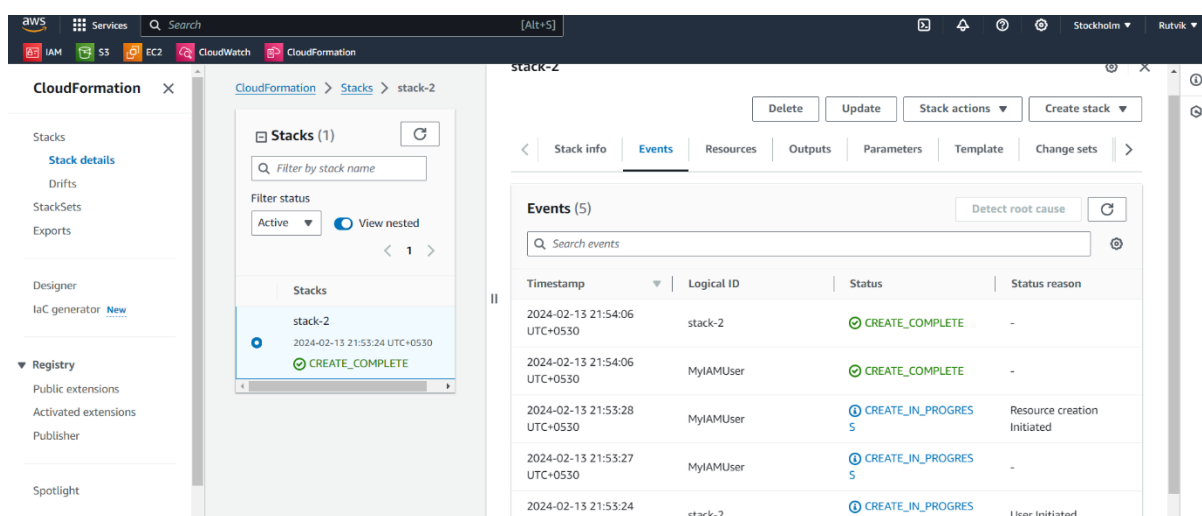 aws Services Search [Alt+S] Stockholm ▼ Rutvik ▼
IAM S3 EC2 CloudWatch CloudFormation
CloudFormation
Stacks
Stack details
Drifts
StackSets
Exports
Designer
IaC generator New
Registry
Public extensions
Activated extensions
Publisher
Spotlight
CloudFormation > Stacks > stack-2
Stacks (1)
Filter by stack name
Filter status
Active ▼ View nested
< 1 >
Stacks
stack-2
2024-02-13 21:53:24 UTC+0530
CREATE_COMPLETE
stack-2
Delete Update Stack actions ▼ Create stack ▼
Stack info Events Resources Outputs Parameters Template Change sets
Events (5) Detect root cause
Search events
Timestamp Logical ID Status Status reason
2024-02-13 21:54:06
UTC+0530
stack-2
CREATE_COMPLETE
-
2024-02-13 21:54:06
UTC+0530
MyIAMUser
CREATE_COMPLETE
-
2024-02-13 21:53:28
UTC+0530
MyIAMUser
CREATE_IN_PROGRES
S
Resource creation
Initiated
2024-02-13 21:53:27
UTC+0530
MyIAMUser
CREATE_IN_PROGRES
S
-
2024-02-13 21:53:24
stack-2
CREATE_IN_PROGRES
User Initiated